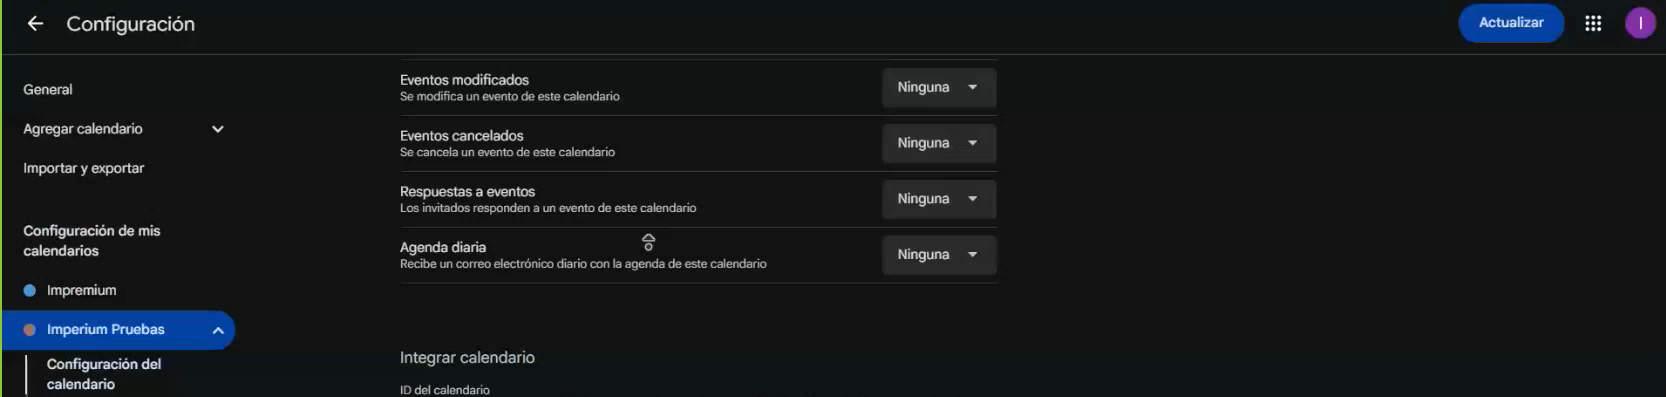 Configuración
Actualizar
I
General
Agregar calendario
Importar y exportar
Configuración de mis
calendarios
Impremium
Imperium Pruebas
Configuración del
calendario
Eventos modificados
Se modifica un evento de este calendario
Ninguna
Eventos cancelados
Se cancela un evento de este calendario
Ninguna
Respuestas a eventos
Los invitados responden a un evento de este calendario
Ninguna
Agenda diaria
Recibe un correo electrónico diario con la agenda de este calendario
Ninguna
Integrar calendario
ID del calendario